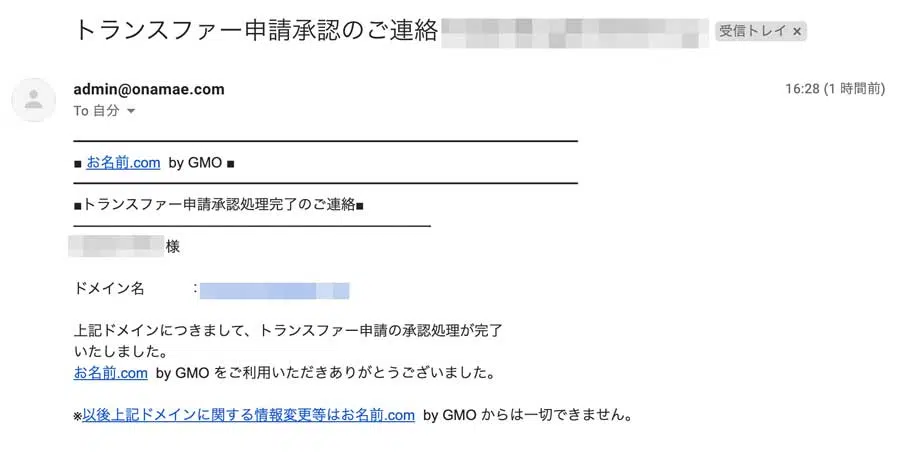 トランスファー申請承認のご連絡
受信トレイ ×
admin@onamae.com
16:28 (1 時間前)
To 自分
■ お名前.com by GMO ■
■トランスファー申請承認処理完了のご連絡■
様
ドメイン名 :
上記ドメインにつきまして、トランスファー申請の承認処理が完了
いたしました。
お名前.com by GMO をご利用いただきありがとうございました。
※以後上記ドメインに関する情報変更等はお名前.com by GMO からは一切できません。